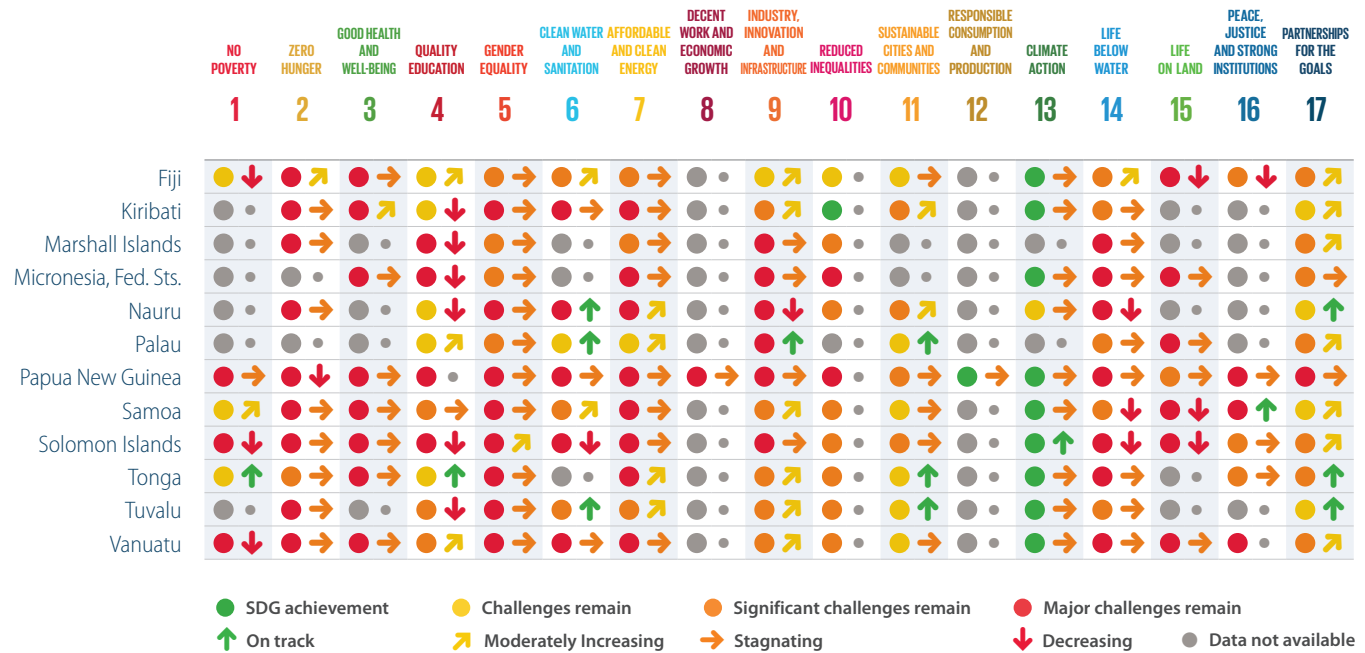 NO
POVERTY
ZERO
HUNGER
GOOD HEALTH
AND
WELL-BEING
QUALITY
EDUCATION
GENDER
EQUALITY
CLEAN WATER
AND
SANITATION
AFFORDABLE
AND CLEAN
ENERGY
DECENT
WORK AND
ECONOMIC
GROWTH
INDUSTRY,
INNOVATION
AND
INFRASTRUCTURE
REDUCED
INEQUALITIES
SUSTAINABLE
CITIES AND
COMMUNITIES
RESPONSIBLE
CONSUMPTION
AND
PRODUCTION
CLIMATE
ACTION
LIFE
BELOW
WATER
LIFE
ON LAND
PEACE,
JUSTICE
AND STRONG
INSTITUTIONS
PARTNERSHIPS
FOR THE
GOALS
1 2 3 4 5 6 7 8 9 10 11 12 13 14 15 16 17
Fiji
Kiribati
Marshall Islands
Micronesia, Fed. Sts.
Nauru
Palau
Papua New Guinea
Samoa
Solomon Islands
Tonga
Tuvalu
Vanuatu
SDG achievement Challenges remain Significant challenges remain Major challenges remain
On track Moderately Increasing Stagnating Decreasing Data not available